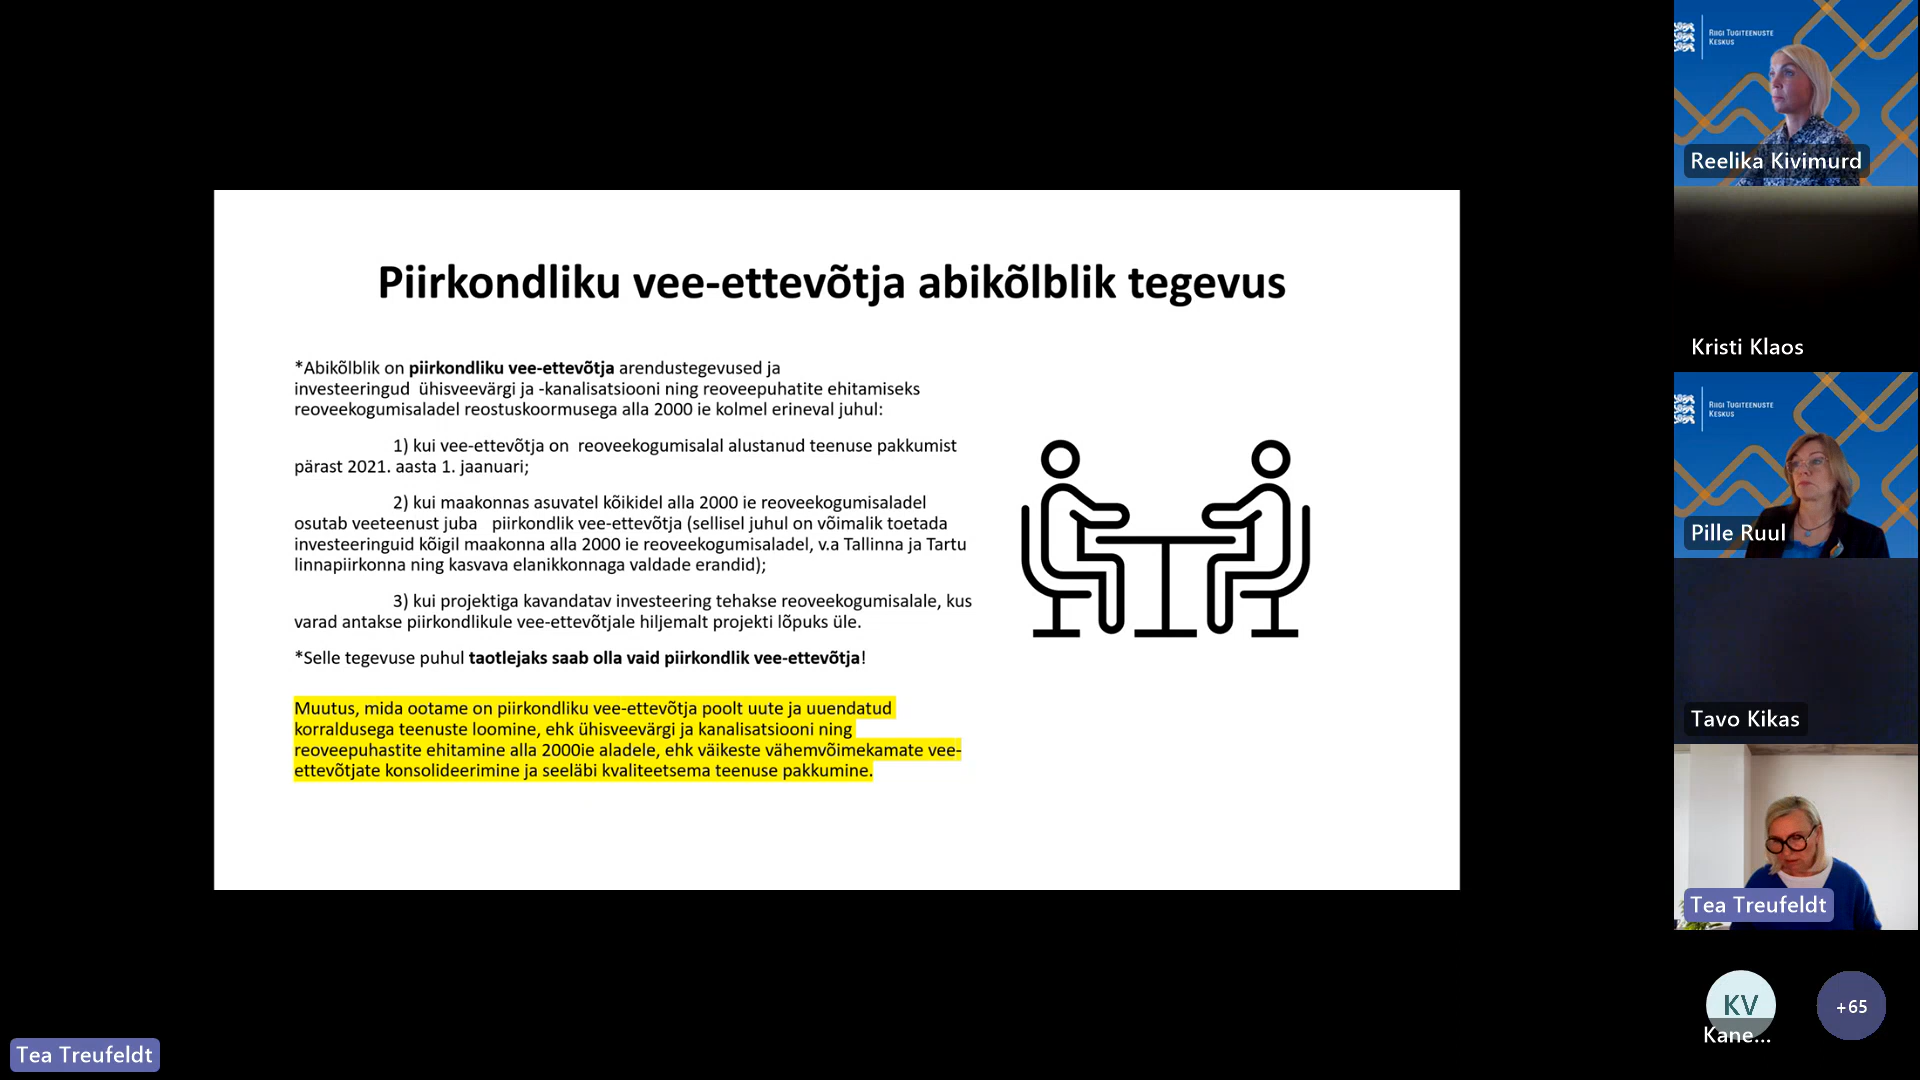 Piirkondliku vee-ettevõtja abikõlblik tegevus
*Abikõlblik on piirkondliku vee-ettevõtja arendustegevused ja
investeeringud ühisveevärgi ja -kanalisatsiooni ning reoveepuhatite ehitamiseks
reoveekogumisaladel reostuskoormusega alla 2000 ie kolmel erineval juhul:
1) kui vee-ettevõtja on reoveekogumisalal alustanud teenuse pakkumist
pärast 2021. aasta 1. jaanuari;
2) kui maakonnas asuvatel kõikidel alla 2000 ie reoveekogumisaladel
osutab veeteenust juba piirkondlik vee-ettevõtja (sellisel juhul on võimalik toetada
investeeringuid kõigil maakonna alla 2000 ie reoveekogumisaladel, v.a Tallinna ja Tartu
linnapiirkonna ning kasvava elanikkonnaga valdade erandid);
3) kui projektiga kavandatav investeering tehakse reoveekogumisalale, kus
varad antakse piirkondlikule vee-ettevõtjale hiljemalt projekti lõpuks üle.
*Selle tegevuse puhul taotlejaks saab olla vaid piirkondlik vee-ettevõtja!
Muutus, mida ootame on piirkondliku vee-ettevõtja poolt uute ja uuendatud
korraldusega teenuste loomine, ehk ühisveevärgi ja kanalisatsiooni ning
reoveepuhastite ehitamine alla 2000ie aladele, ehk väikeste vähemvõimekamate vee-
ettevõtjate konsolideerimine ja seeläbi kvaliteetsema teenuse pakkumine.
RIIGI TUGITEENUSTE
KESKUS
Reelika Kivimurd
Kristi Klaos
RIIGI TUGITEENUSTE
KESKUS
Pille Ruul
Tavo Kikas
Tea Treufeldt
KV
Kane...
+65
Tea Treufeldt